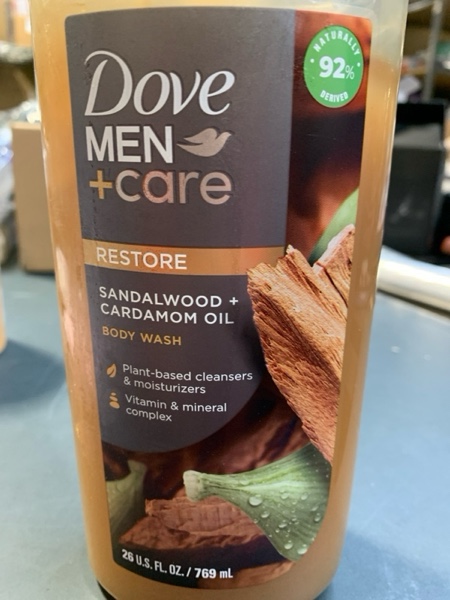 Dove
MEN
+care
NATURALLY
92%
DERIVED
RESTORE
SANDALWOOD +
CARDAMOM OIL
BODY WASH
Plant-based cleansers
& moisturizers
Vitamin & mineral
complex
26 U.S. FL. OZ. / 769 mL